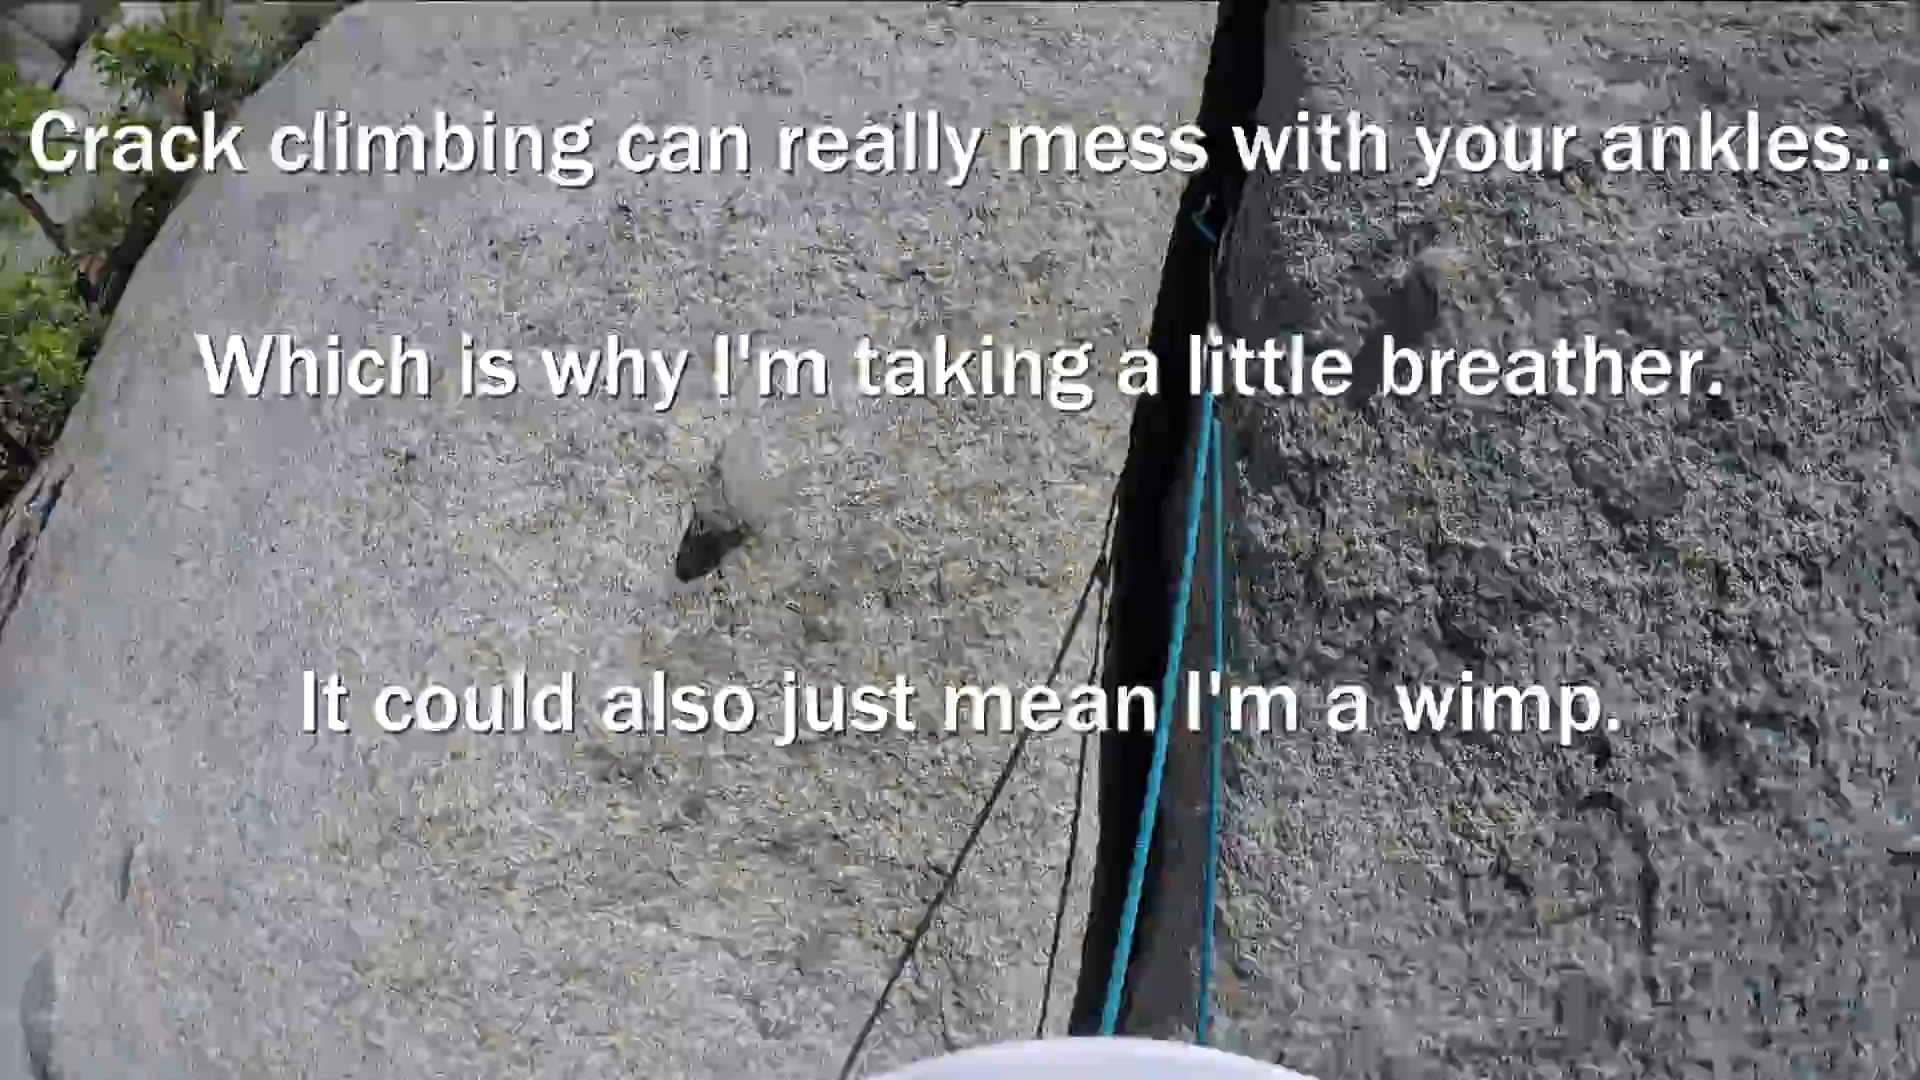 Crack climbing can really mess with your ankles..
Which is why I'm taking a little breather.
It could also just mean I'm a wimp.